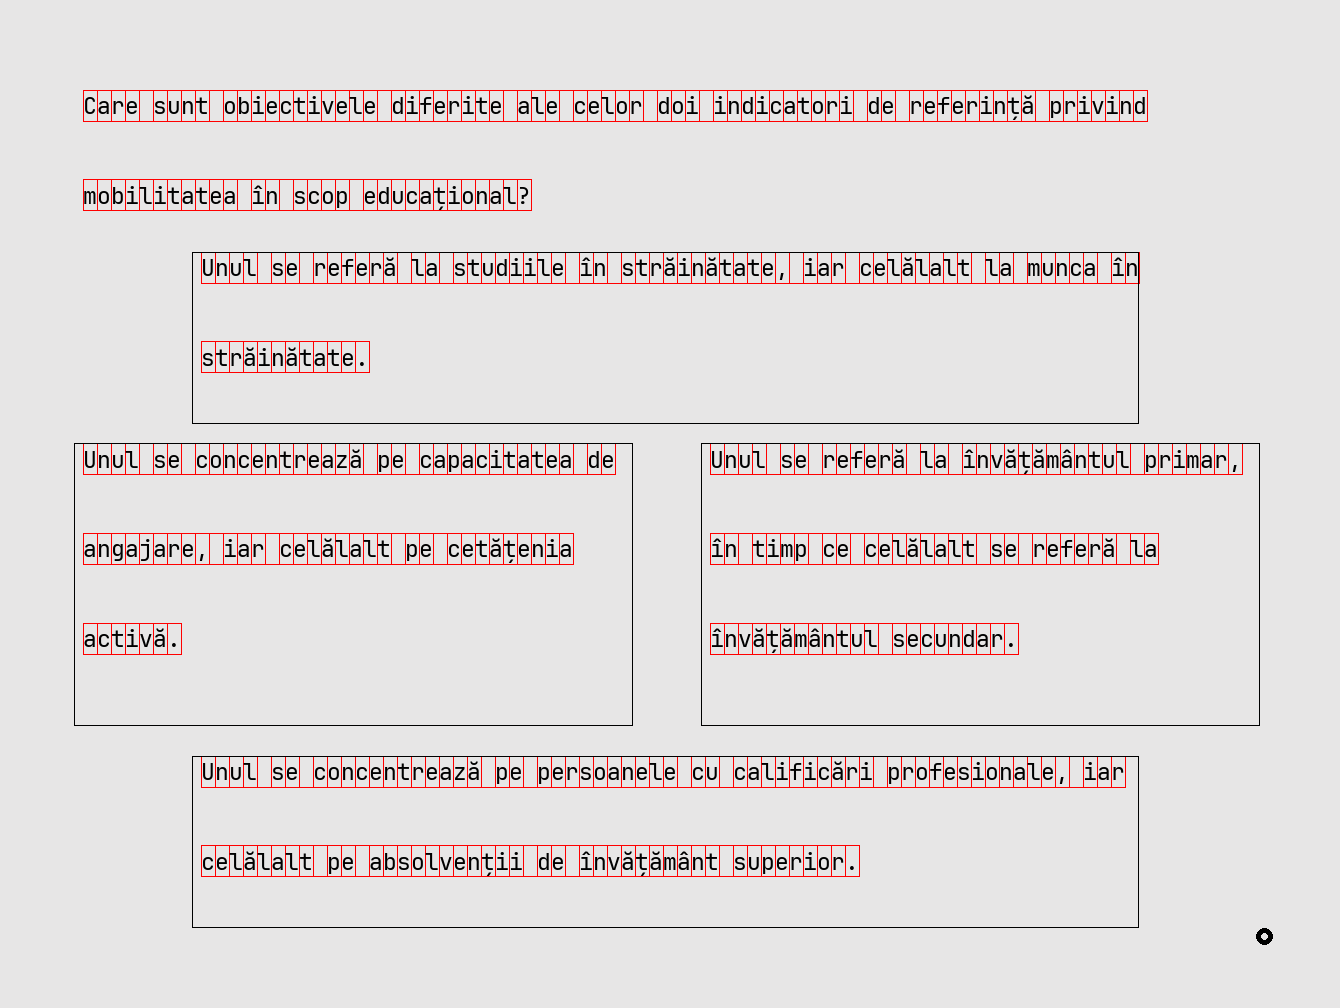 Care sunt obiectivele diferite ale celor doi indicatori de referință privind
mobilitatea în scop educațional?
Unul se referă la studiile în străinătate, iar celălalt la munca în
străinătate.
Unul se concentrează pe capacitatea de
angajare, iar celălalt pe cetățenia
activă.
Unul se referă la învățământul primar,
în timp ce celălalt se referă la
învățământul secundar.
Unul se concentrează pe persoanele cu calificări profesionale, iar
celălalt pe absolvenții de învățământ superior.